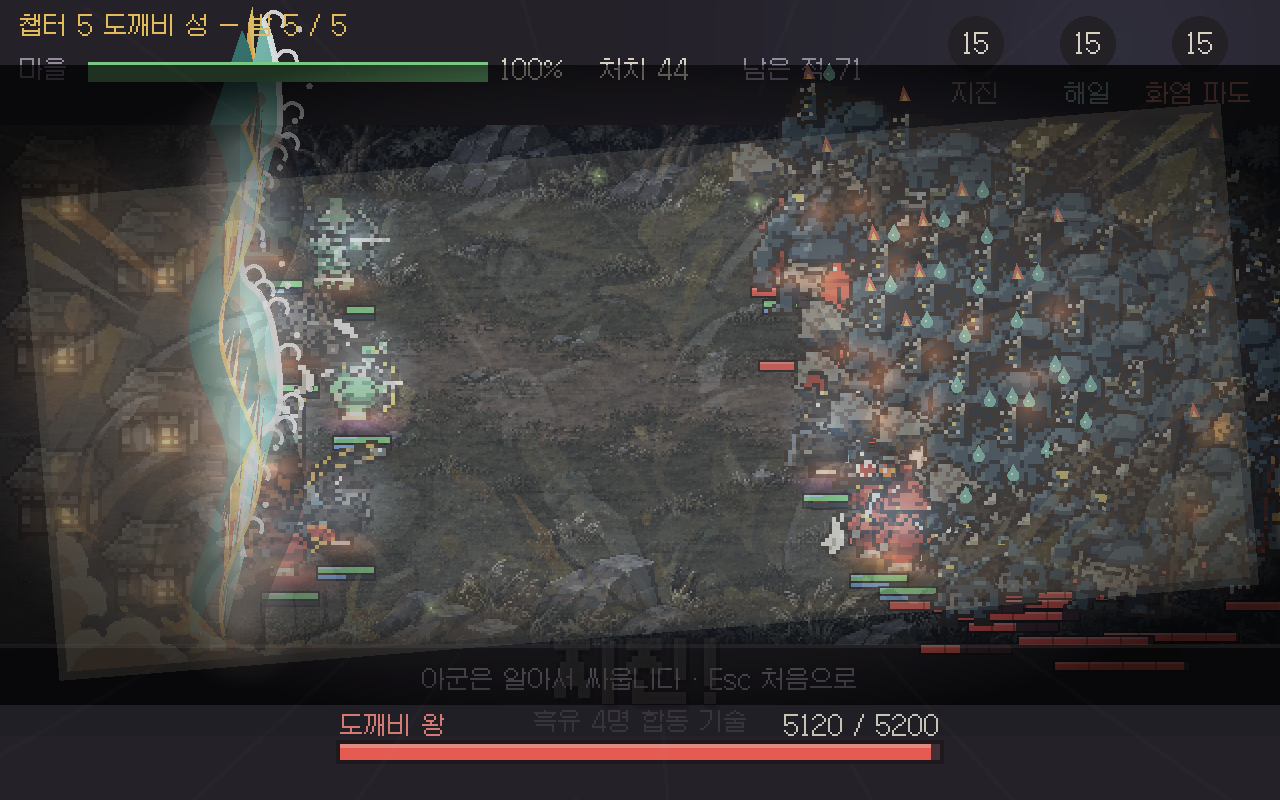 챕터 5 도깨비 성 – 밤 5 / 5
마을 100% 처치 44 남은 적 71
15 15 15
지진 해일 화염 파도
지진!
아군은 알아서 싸웁니다 · Esc 처음으로
흑유 4명 합동 기술
도깨비 왕 5120 / 5200